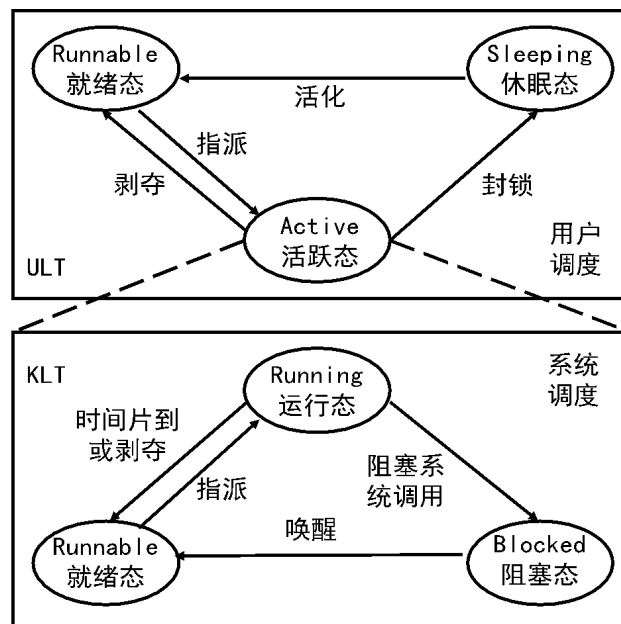 Runnable
就绪态
Sleeping
休眠态
活化
指派
剥夺
封锁
Active
活跃态
用户
调度
ULT
KLT
Running
运行态
系统
调度
时间片到
或剥夺
指派
阻塞系
统调用
唤醒
Runnable
就绪态
Blocked
阻塞态